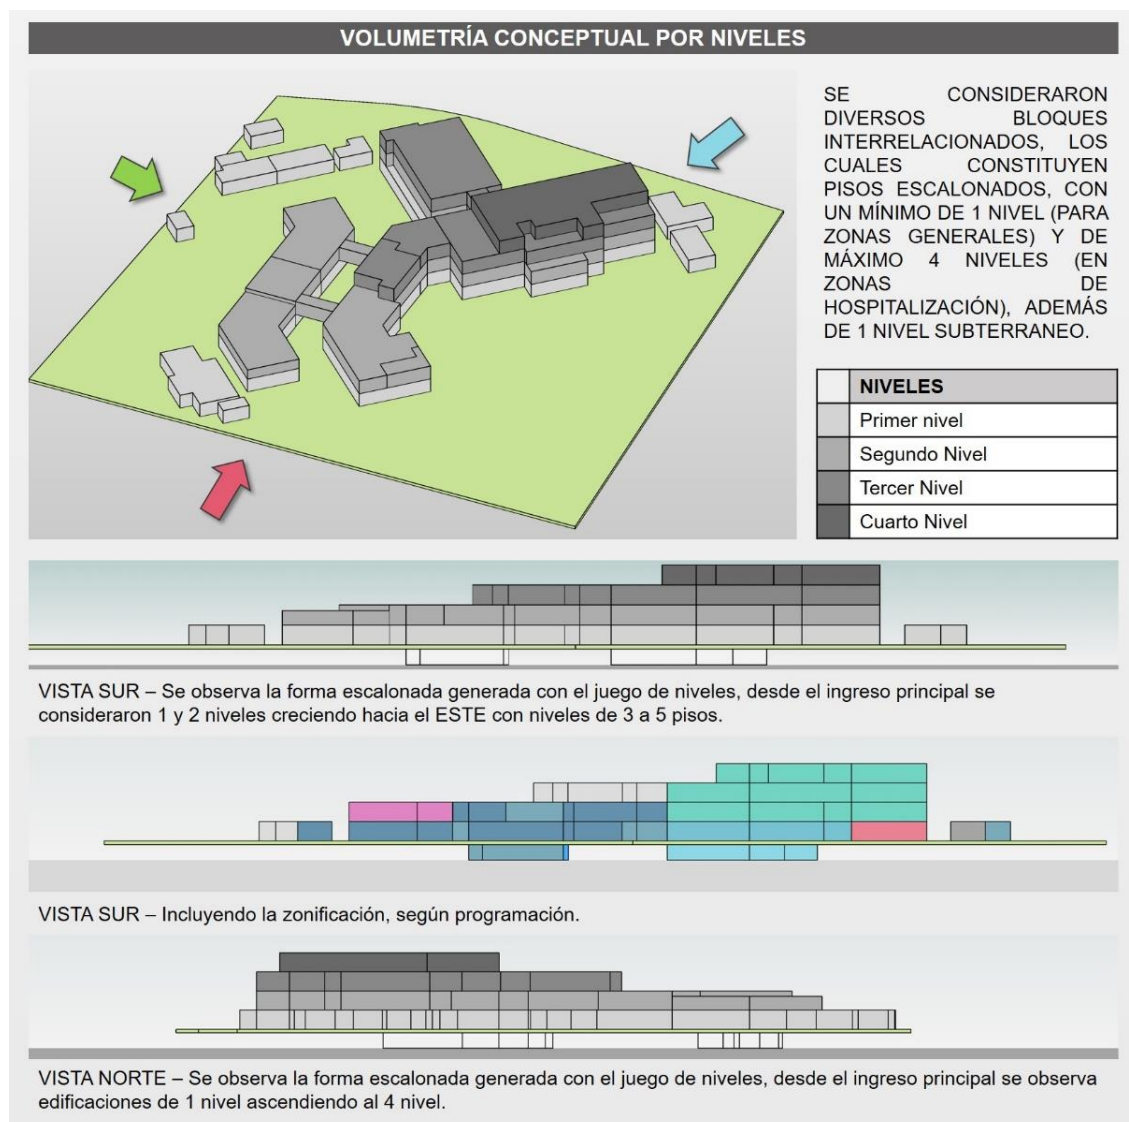 VOLUMETRÍA CONCEPTUAL POR NIVELES
SE CONSIDERARON
DIVERSOS BLOQUES
INTERRELACIONADOS, LOS
CUALES CONSTITUYEN
PISOS ESCALONADOS, CON
UN MÍNIMO DE 1 NIVEL (PARA
ZONAS GENERALES) Y DE
MÁXIMO 4 NIVELES (EN
ZONAS DE
HOSPITALIZACIÓN), ADEMÁS
DE 1 NIVEL SUBTERRANEO.
NIVELES
Primer nivel
Segundo Nivel
Tercer Nivel
Cuarto Nivel
VISTA SUR – Se observa la forma escalonada generada con el juego de niveles, desde el ingreso principal se
consideraron 1 y 2 niveles creciendo hacia el ESTE con niveles de 3 a 5 pisos.
VISTA SUR – Incluyendo la zonificación, según programación.
VISTA NORTE – Se observa la forma escalonada generada con el juego de niveles, desde el ingreso principal se observa
edificaciones de 1 nivel ascendiendo al 4 nivel.